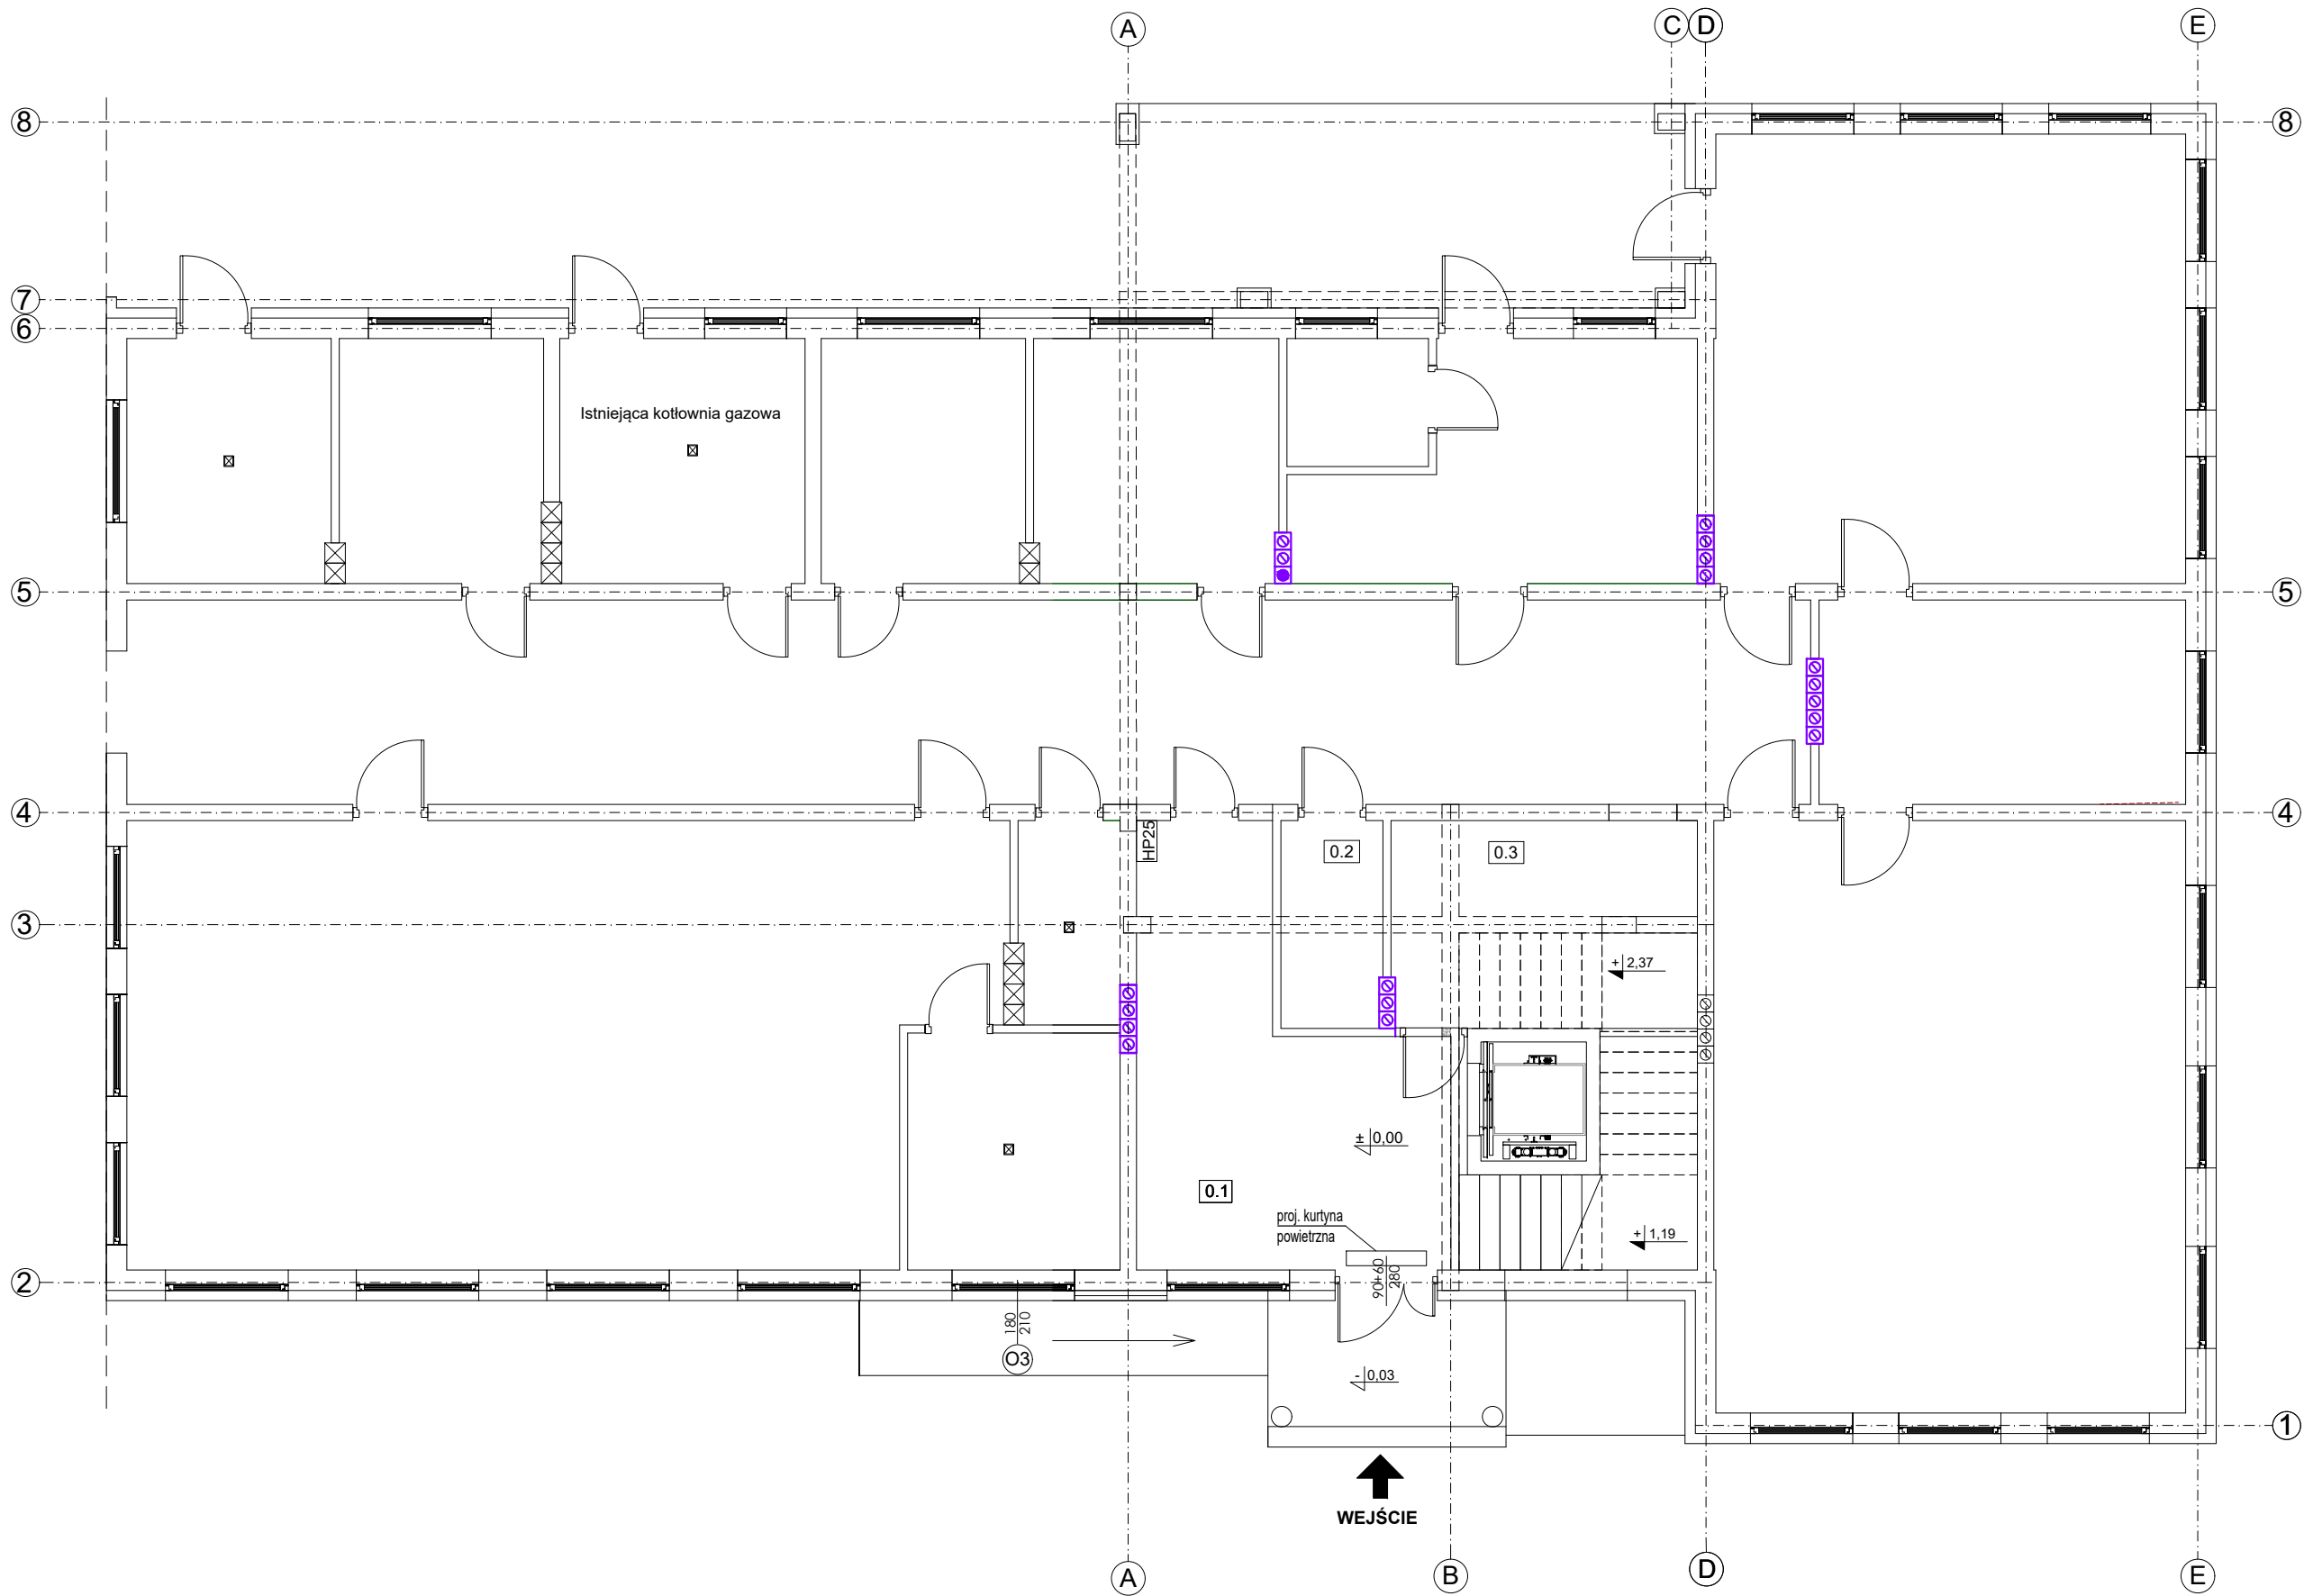 A
C
D
E
8
8
7
6
Istniejąca kotłownia gazowa
5
5
4
4
HP25
0.2
0.3
3
+ 2,37
± 0,00
0.1
proj. kurtyna
powietrzna
+ 1,19
90+60
280
2
180
210
O3
- 0,03
1
WEJŚCIE
A
B
D
E